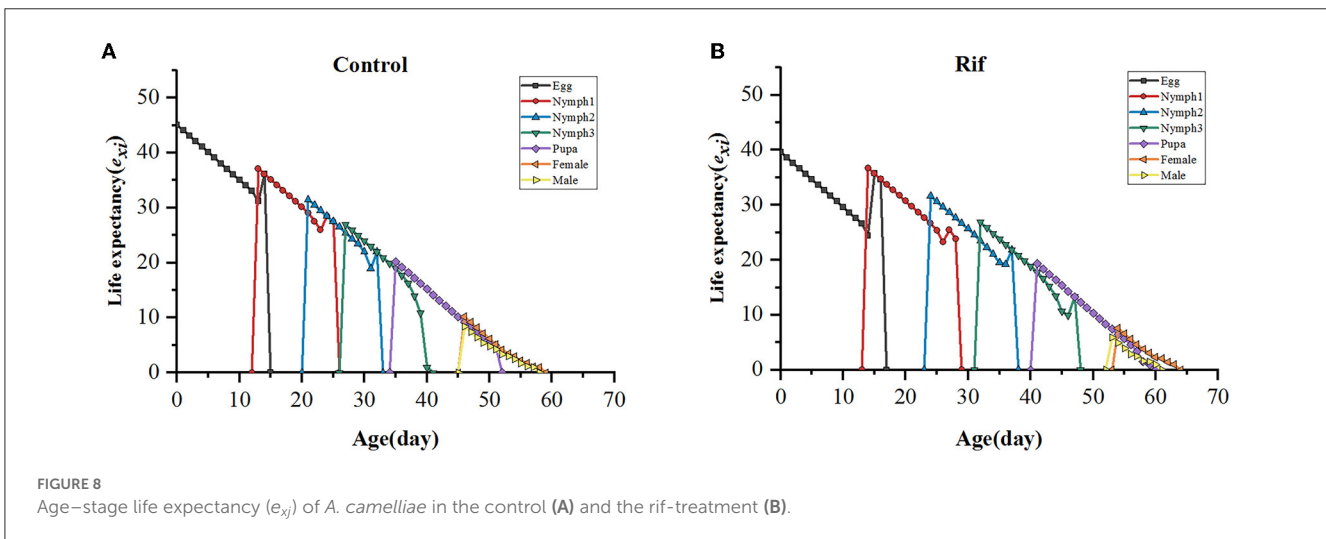 A
Control
Life expectancy(exi)
50
40
30
20
10
0
0 10 20 30 40 50 60 70
Age(day)
Egg
Nymph1
Nymph2
Nymph3
Pupa
Female
Male
B
Rif
Life expectancy(exi)
50
40
30
20
10
0
0 10 20 30 40 50 60 70
Age(day)
Egg
Nymph1
Nymph2
Nymph3
Pupa
Female
Male
FIGURE 8
Age–stage life expectancy (exj) of A. camelliae in the control (A) and the rif-treatment (B).